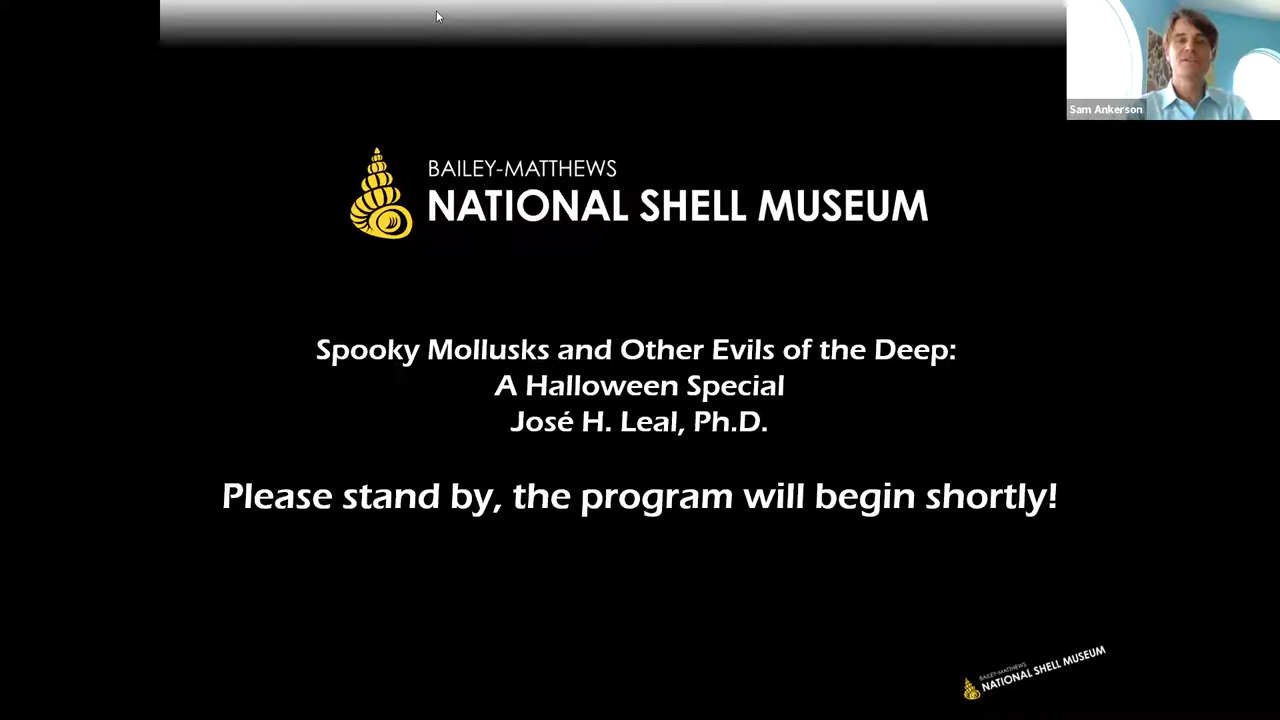 Sam Ankerson
BAILEY-MATTHEWS
NATIONAL SHELL MUSEUM
Spooky Mollusks and Other Evils of the Deep:
A Halloween Special
José H. Leal, Ph.D.
Please stand by, the program will begin shortly!
BAILEY-MATTHEWS
NATIONAL SHELL MUSEUM